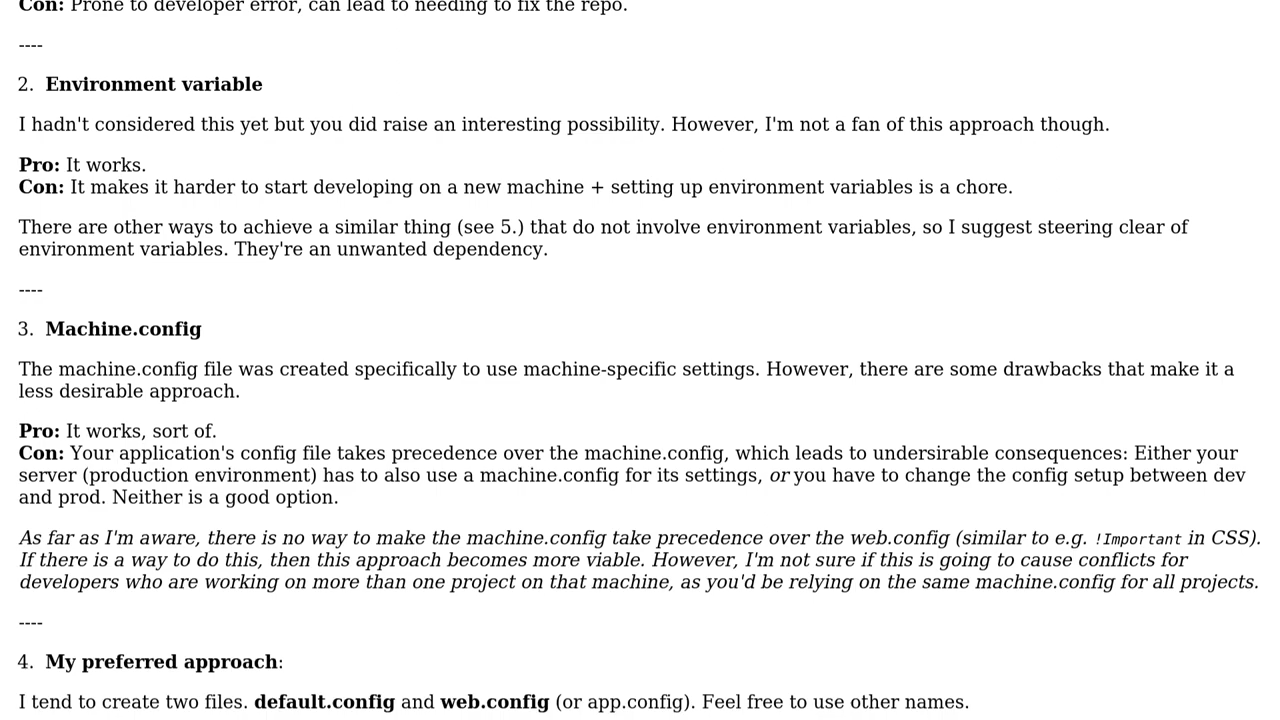 Con: Prone to developer error, can lead to needing to fix the repo.
----
2. Environment variable
I hadn't considered this yet but you did raise an interesting possibility. However, I'm not a fan of this approach though.
Pro: It works.
Con: It makes it harder to start developing on a new machine + setting up environment variables is a chore.
There are other ways to achieve a similar thing (see 5.) that do not involve environment variables, so I suggest steering clear of
environment variables. They're an unwanted dependency.
----
3. Machine.config
The machine.config file was created specifically to use machine-specific settings. However, there are some drawbacks that make it a
less desirable approach.
Pro: It works, sort of.
Con: Your application's config file takes precedence over the machine.config, which leads to undersirable consequences: Either your
server (production environment) has to also use a machine.config for its settings, or you have to change the config setup between dev
and prod. Neither is a good option.
As far as I'm aware, there is no way to make the machine.config take precedence over the web.config (similar to e.g. !Important in CSS).
If there is a way to do this, then this approach becomes more viable. However, I'm not sure if this is going to cause conflicts for
developers who are working on more than one project on that machine, as you'd be relying on the same machine.config for all projects.
----
4. My preferred approach:
I tend to create two files. default.config and web.config (or app.config). Feel free to use other names.